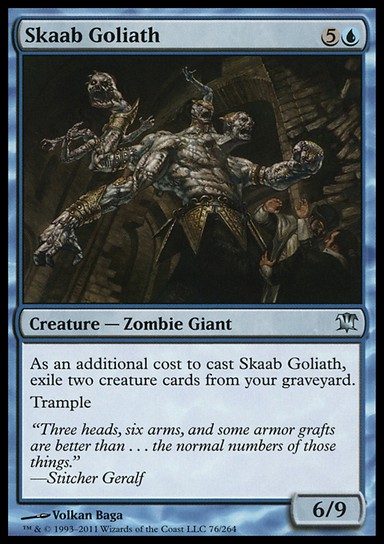 Skaab Goliath 5
Creature — Zombie Giant
As an additional cost to cast Skaab Goliath,
exile two creature cards from your graveyard.
Trample
“Three heads, six arms, and some armor grafts
are better than . . . the normal numbers of those
things.”
—Stitcher Geralf
6/9
Volkan Baga
™ & © 1993–2011 Wizards of the Coast LLC 76/264